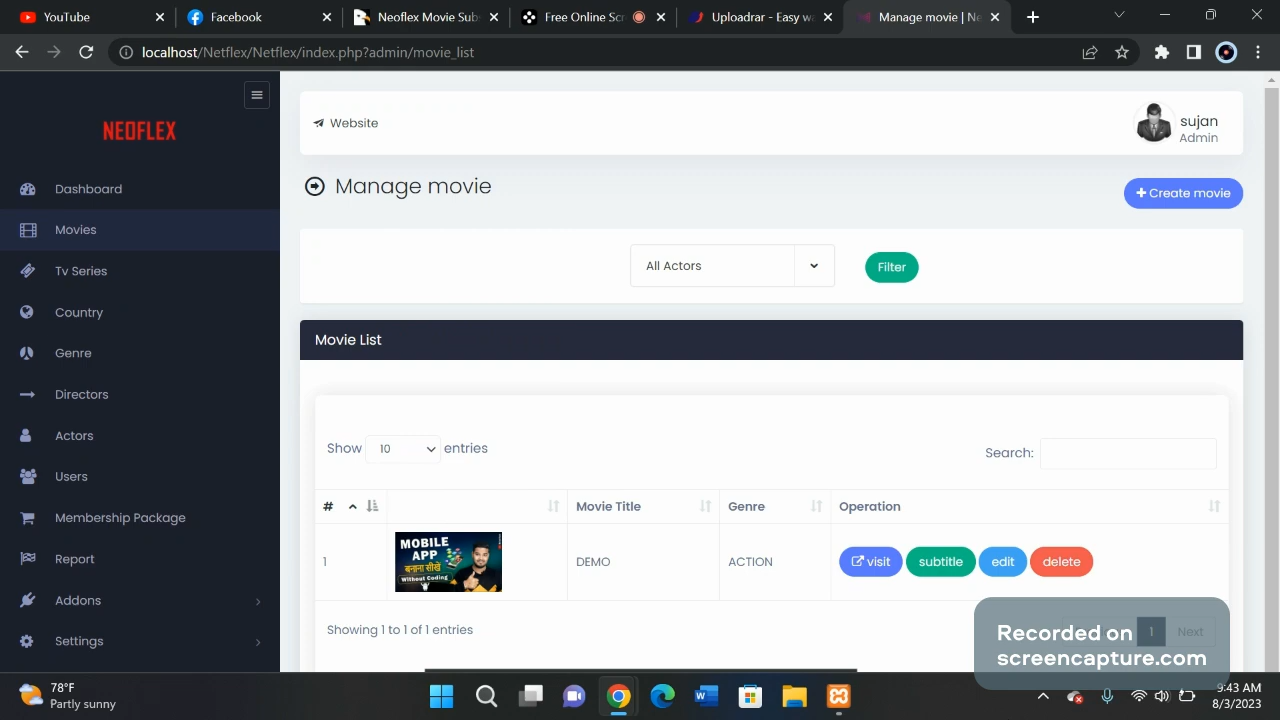 YouTube
Facebook
Neoflex Movie Sub
Free Online Scr
Uploadrar - Easy w
Manage movie | Ne
localhost/Netflex/Netflex/index.php?admin/movie_list
NEOFLEX
Dashboard
Movies
Tv Series
Country
Genre
Directors
Actors
Users
Membership Package
Report
Addons
Settings
Website
sujan
Admin
Manage movie
+ Create movie
All Actors
Filter
Movie List
Show 10 entries
Search:
# Movie Title Genre Operation
1 DEMO ACTION visit subtitle edit delete
MOBILE
APP
बनाना सीखे
Without Coding
Showing 1 to 1 of 1 entries
1 Next
Recorded on
screencapture.com
78°F
Partly sunny
9:43 AM
8/3/2023